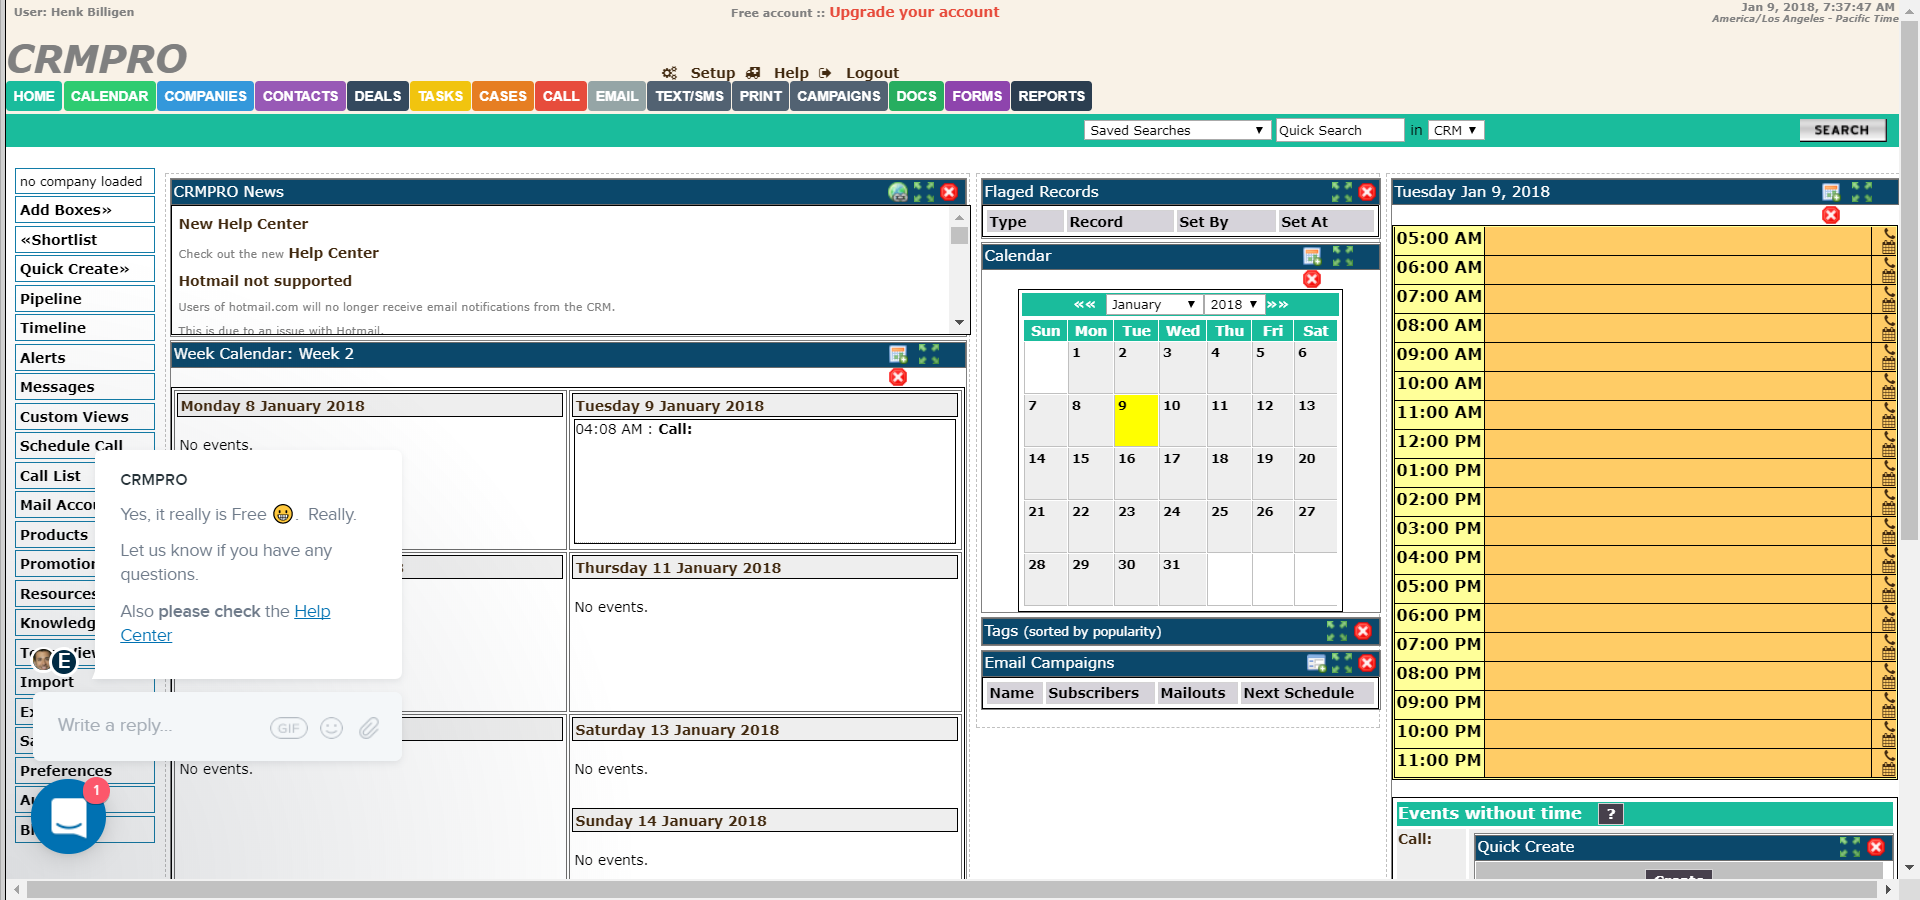 User: Henk Billigen
Free account :: Upgrade your account
Jan 9, 2018, 7:37:47 AM
America/Los Angeles - Pacific Time
CRMPRO
Setup Help Logout
HOME CALENDAR COMPANIES CONTACTS DEALS TASKS CASES CALL EMAIL TEXT/SMS PRINT CAMPAIGNS DOCS FORMS REPORTS
Saved Searches Quick Search in CRM SEARCH
no company loaded
Add Boxes»
«Shortlist
Quick Create»
Pipeline
Timeline
Alerts
Messages
Custom Views
Schedule Call
Call List
Mail Accou
Products
Promotion
Resources
Knowledg
Import
Preferences
CRMPRO News
New Help Center
Check out the new Help Center
Hotmail not supported
Users of hotmail.com will no longer receive email notifications from the CRM.
This is due to an issue with Hotmail.
Week Calendar: Week 2
Monday 8 January 2018
No events.
Tuesday 9 January 2018
04:08 AM : Call:
Thursday 11 January 2018
No events.
No events.
Saturday 13 January 2018
No events.
Sunday 14 January 2018
No events.
CRMPRO
Yes, it really is Free 😀. Really.
Let us know if you have any
questions.
Also please check the Help
Center
E
Write a reply...
GIF
1
Flaged Records
Type Record Set By Set At
Calendar
«« January 2018 »»
Sun Mon Tue Wed Thu Fri Sat
1 2 3 4 5 6
7 8 9 10 11 12 13
14 15 16 17 18 19 20
21 22 23 24 25 26 27
28 29 30 31
Tags (sorted by popularity)
Email Campaigns
Name Subscribers Mailouts Next Schedule
Tuesday Jan 9, 2018
05:00 AM
06:00 AM
07:00 AM
08:00 AM
09:00 AM
10:00 AM
11:00 AM
12:00 PM
01:00 PM
02:00 PM
03:00 PM
04:00 PM
05:00 PM
06:00 PM
07:00 PM
08:00 PM
09:00 PM
10:00 PM
11:00 PM
Events without time ?
Call:
Quick Create
Create